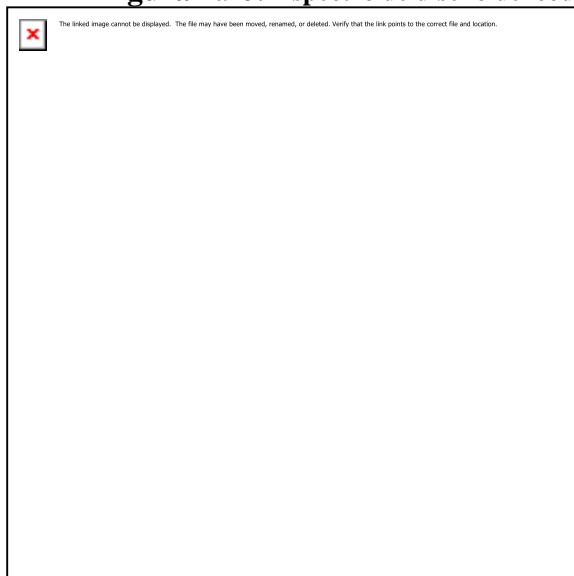 The linked image cannot be displayed. The file may have been moved, renamed, or deleted. Verify that the link points to the correct file and location.